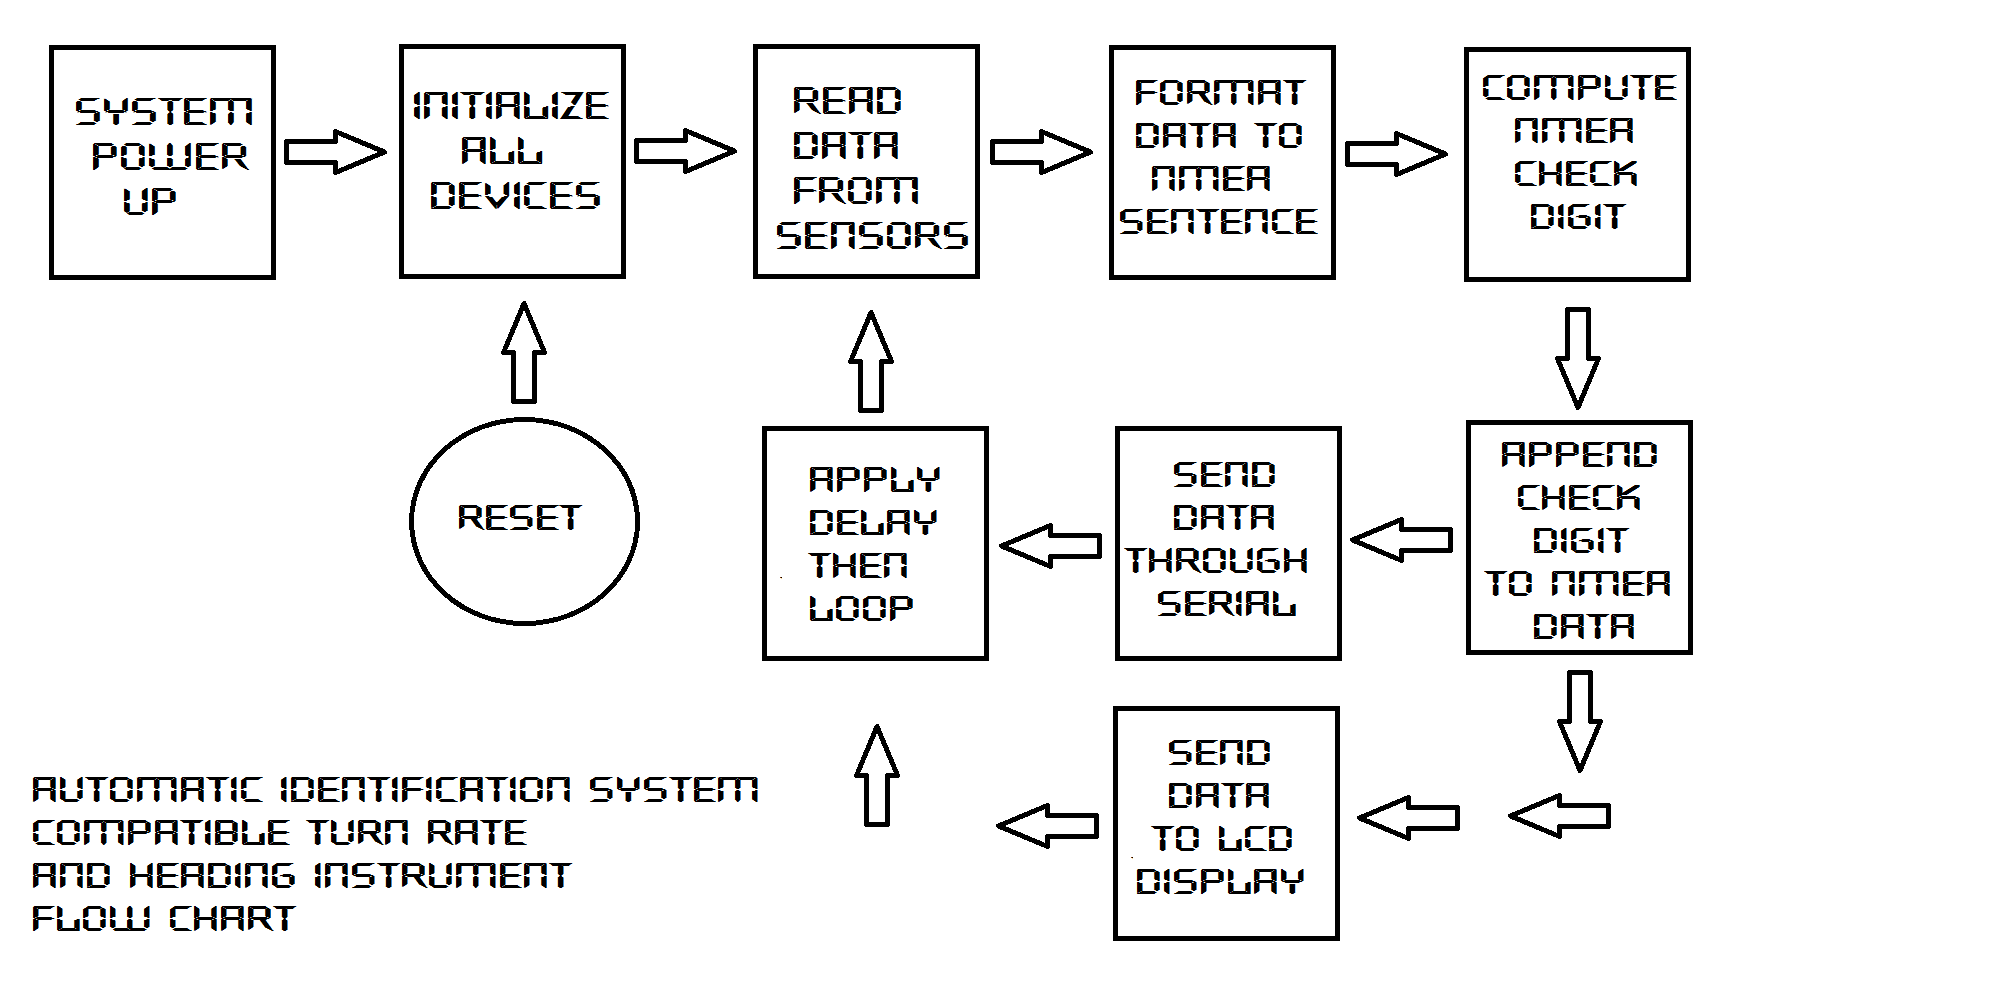 SYSTEM
POWER
UP
INITIALIZE
ALL
DEVICES
READ
DATA
FROM
SENSORS
FORMAT
DATA TO
NMEA
SENTENCE
COMPUTE
NMEA
CHECK
DIGIT
RESET
APPLY
DELAY
THEN
LOOP
SEND
DATA
THROUGH
SERIAL
APPEND
CHECK
DIGIT
TO NMEA
DATA
SEND
DATA
TO LCD
DISPLAY
AUTOMATIC IDENTIFICATION SYSTEM
COMPATIBLE TURN RATE
AND HEADING INSTRUMENT
FLOW CHART